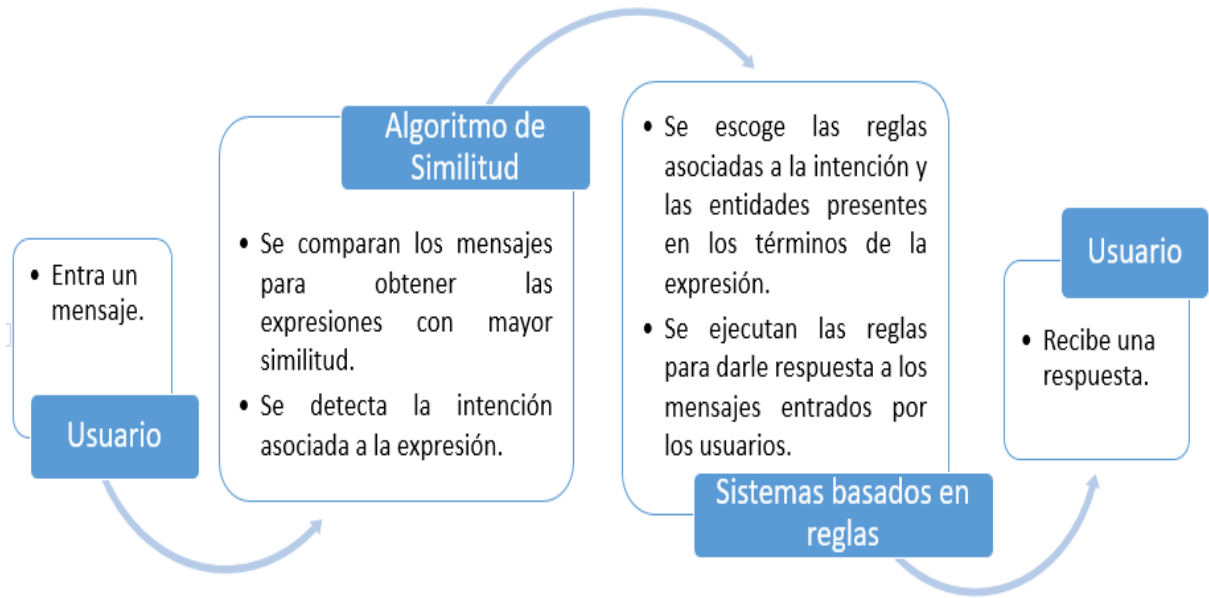 • Entra un
mensaje.
Usuario
Algoritmo de
Similitud
• Se comparan los mensajes
para obtener las
expresiones con mayor
similitud.
• Se detecta la intención
asociada a la expresión.
• Se escoge las reglas
asociadas a la intención y
las entidades presentes
en los términos de la
expresión.
• Se ejecutan las reglas
para darle respuesta a los
mensajes entrados por
los usuarios.
Sistemas basados en
reglas
Usuario
• Recibe una
respuesta.